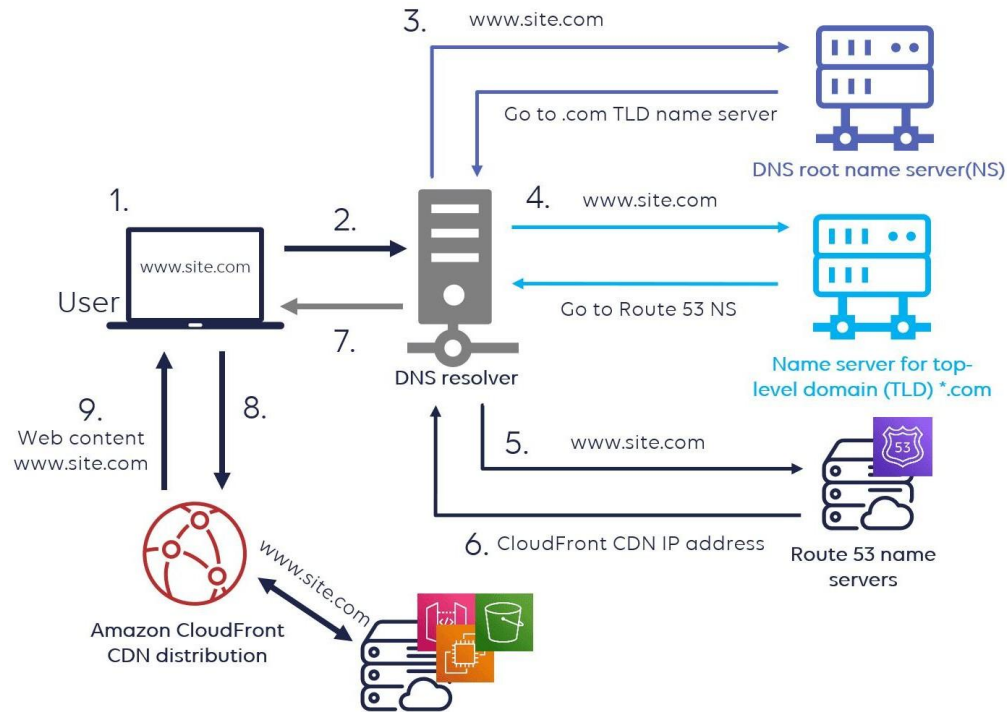 3.
www.site.com
Go to .com TLD name server
DNS root name server(NS)
1.
www.site.com
User
2.
7.
DNS resolver
4.
www.site.com
Go to Route 53 NS
Name server for top-
level domain (TLD) *.com
9.
Web content
www.site.com
8.
5.
www.site.com
53
6. CloudFront CDN IP address
Route 53 name
servers
www.site.com
Amazon CloudFront
CDN distribution